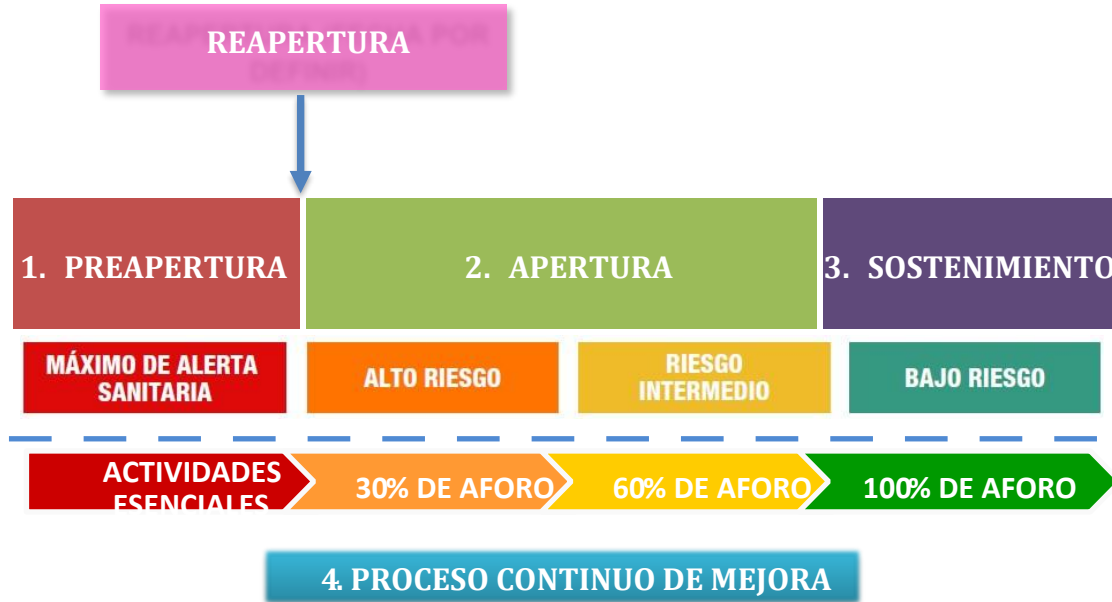 REAPERTURA
1. PREAPERTURA
2. APERTURA
3. SOSTENIMIENTO
MÁXIMO DE ALERTA
SANITARIA
ALTO RIESGO
RIESGO
INTERMEDIO
BAJO RIESGO
ACTIVIDADES
ESENCIALES
30% DE AFORO
60% DE AFORO
100% DE AFORO
4. PROCESO CONTINUO DE MEJORA